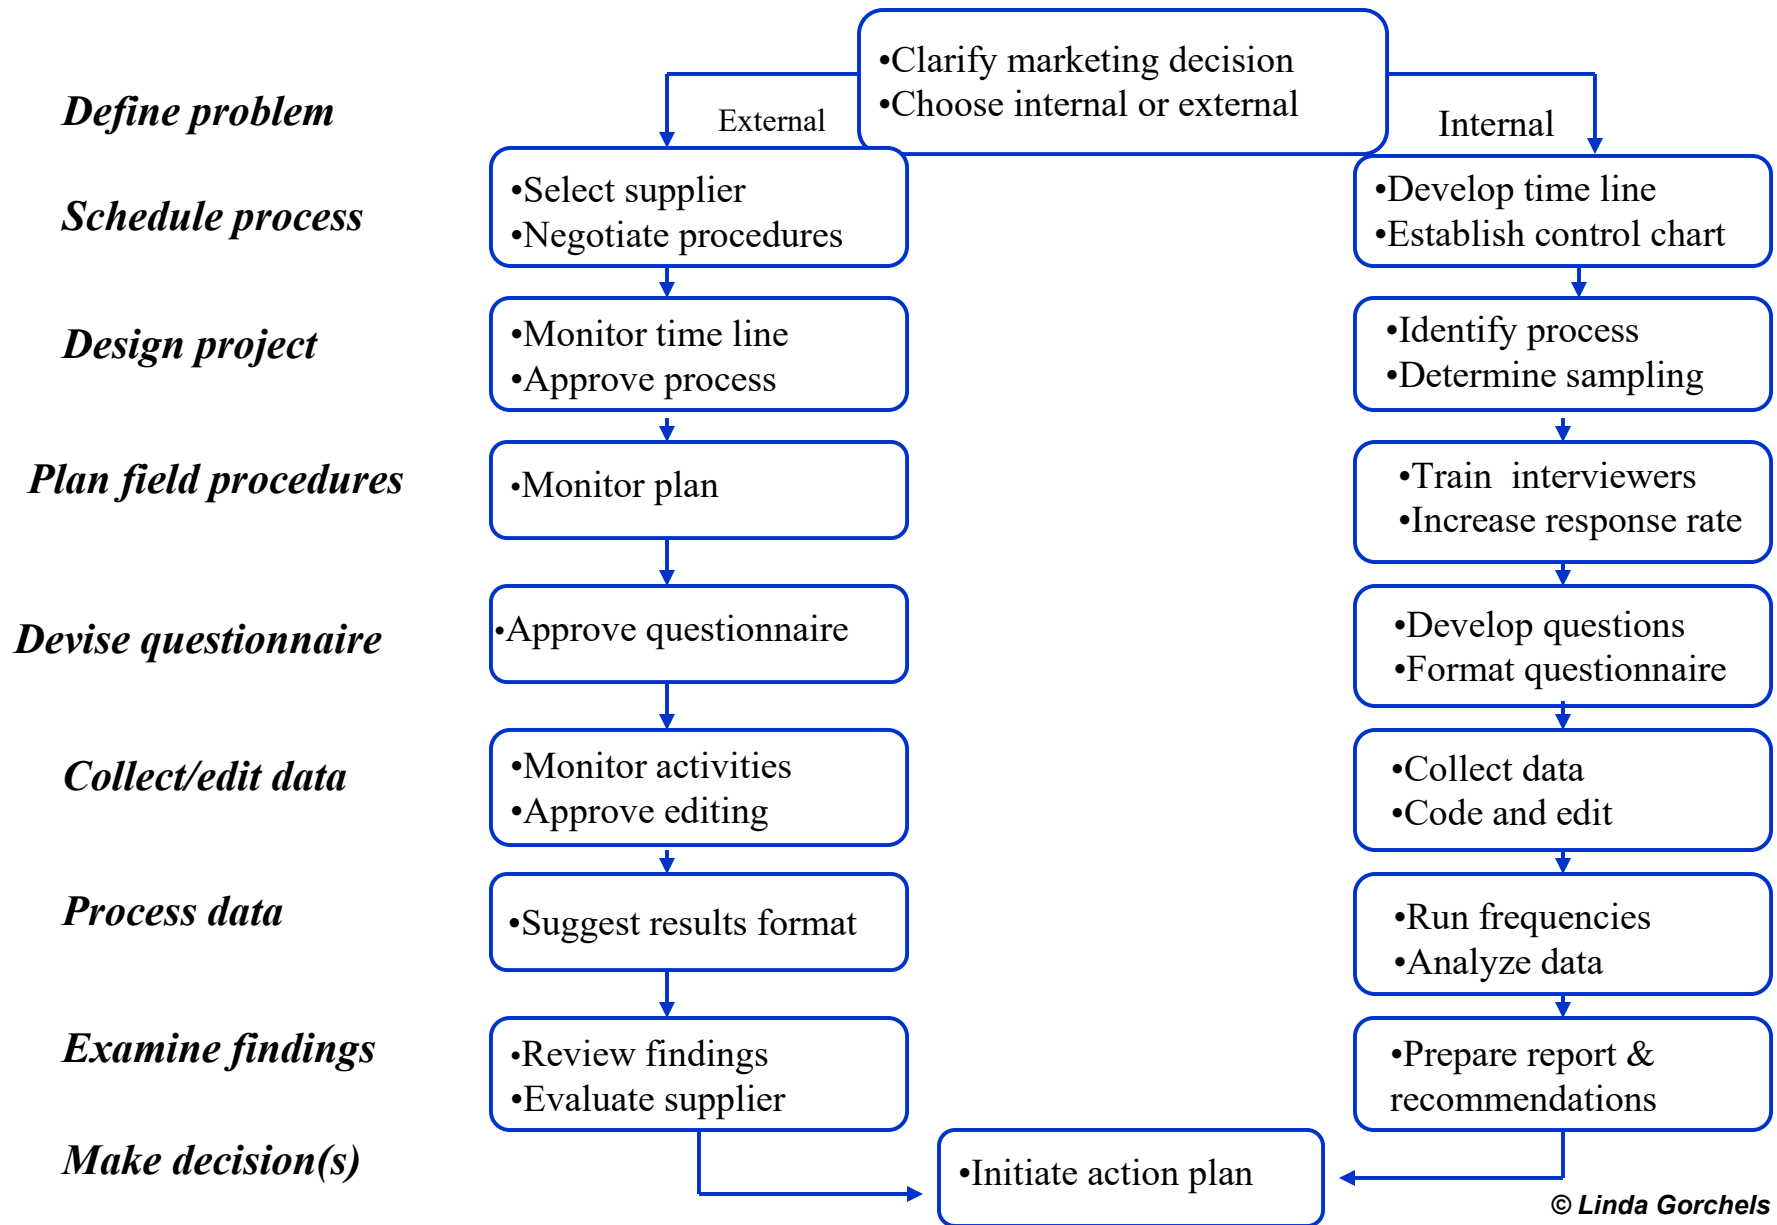 •Clarify marketing decision
•Choose internal or external
Define problem
External
Internal
Schedule process
•Select supplier
•Negotiate procedures
•Develop time line
•Establish control chart
Design project
•Monitor time line
•Approve process
•Identify process
•Determine sampling
Plan field procedures
•Monitor plan
•Train  interviewers
•Increase response rate
Devise questionnaire
•Approve questionnaire
•Develop questions
•Format questionnaire
Collect/edit data
•Monitor activities
•Approve editing
•Collect data
•Code and edit
Process data
•Suggest results format
•Run frequencies
•Analyze data
Examine findings
•Review findings
•Evaluate supplier
•Prepare report &
recommendations
Make decision(s)
•Initiate action plan
© Linda Gorchels